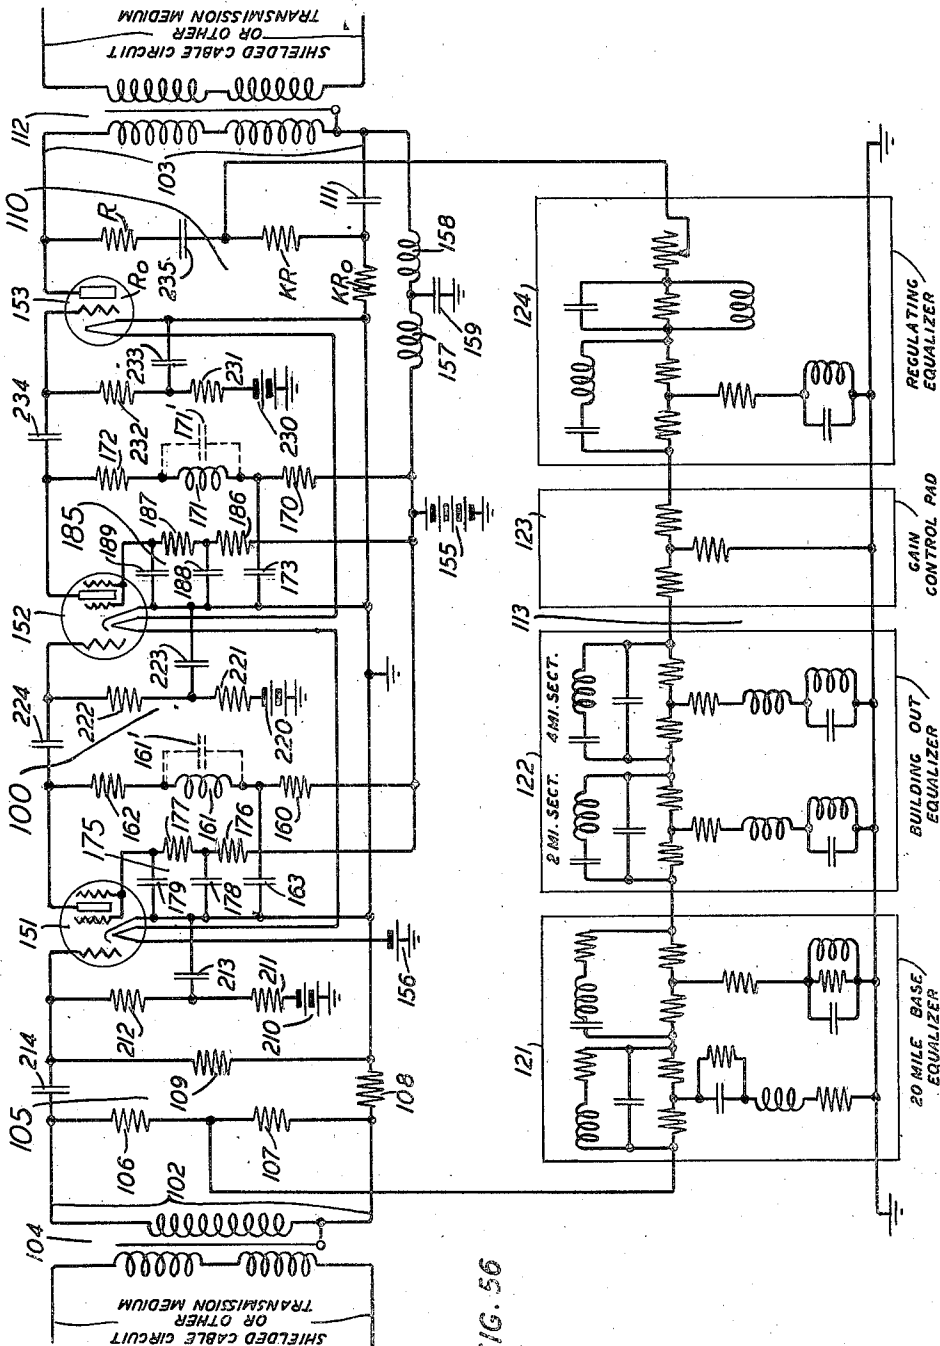 SHIELDED CABLE CIRCUIT
OR OTHER
TRANSMISSION MEDIUM
104
102
105
106
107
214
109
108
212
211
210
213
151
156
175
179
177
178
176
163
162
161
161'
160
100
224
222
223
221
220
152
185
189
187
188
186
173
172
171
171'
170
155
234
232
233
231
230
153
Ro
110
R
235
KR
KRo
103
111
112
157
158
159
SHIELDED CABLE CIRCUIT
OR OTHER
TRANSMISSION MEDIUM
121
20 MILE BASE
EQUALIZER
122
2 MI. SECT.
4 MI. SECT.
BUILDING OUT
EQUALIZER
113
123
GAIN
CONTROL PAD
124
REGULATING
EQUALIZER
FIG. 56